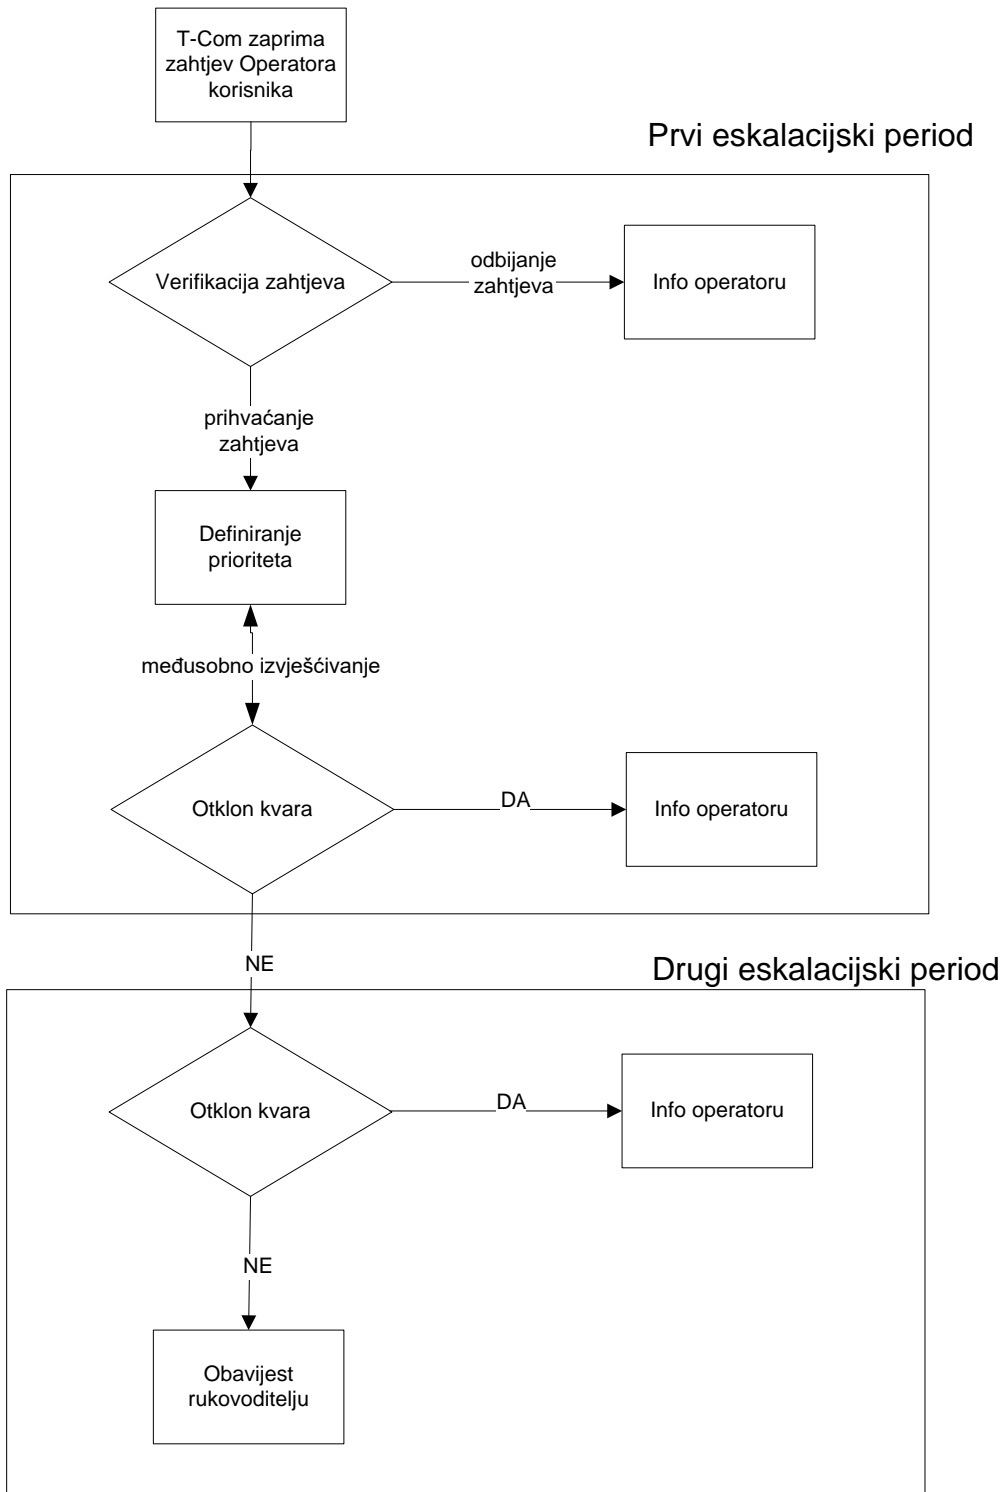 T-Com zaprima
zahtjev Operatora
korisnika
Prvi eskalacijski period
Verifikacija zahtjeva
odbijanje
zahtjeva
Info operatoru
prihvaćanje
zahtjeva
Definiranje
prioriteta
međusobno izvješćivanje
Otklon kvara
DA
Info operatoru
NE
Drugi eskalacijski period
Otklon kvara
DA
Info operatoru
NE
Obavijest
rukovoditelju